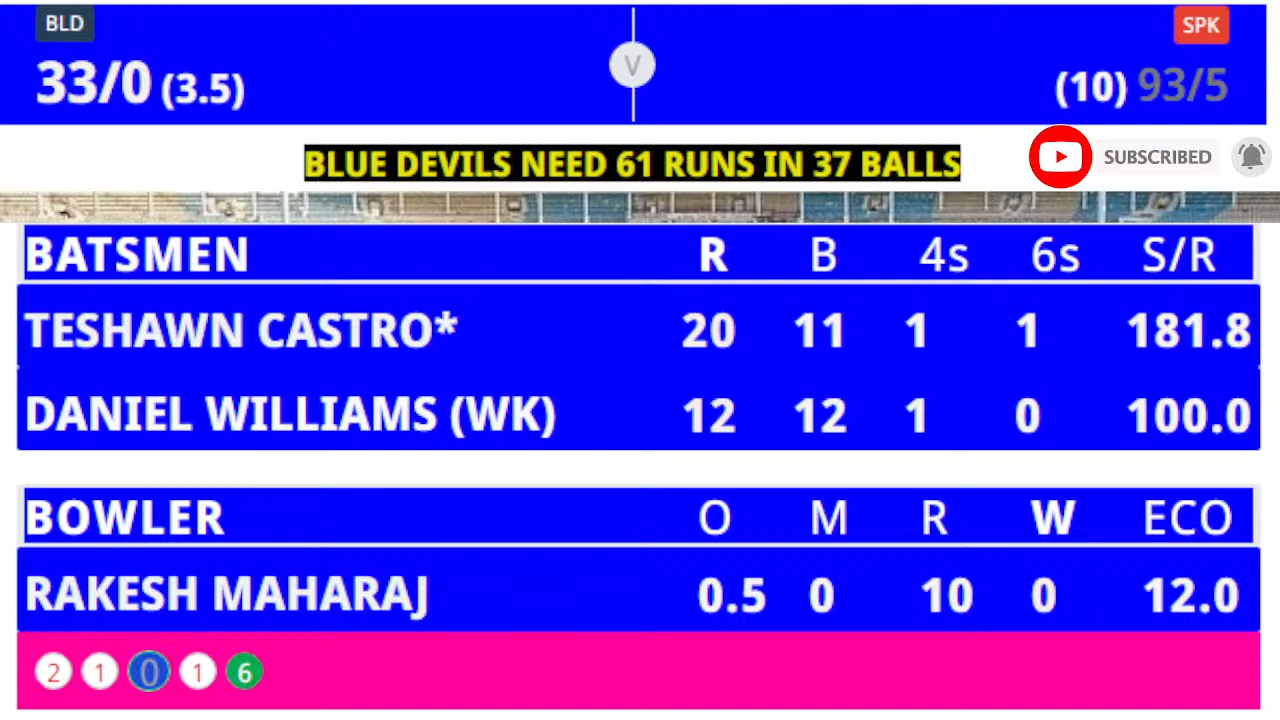 BLD
SPK
33/0 (3.5)
V
(10) 93/5
BLUE DEVILS NEED 61 RUNS IN 37 BALLS
SUBSCRIBED
BATSMEN R B 4s 6s S/R
TESHAWN CASTRO* 20 11 1 1 181.8
DANIEL WILLIAMS (WK) 12 12 1 0 100.0
BOWLER O M R W ECO
RAKESH MAHARAJ 0.5 0 10 0 12.0
2 1 0 1 6